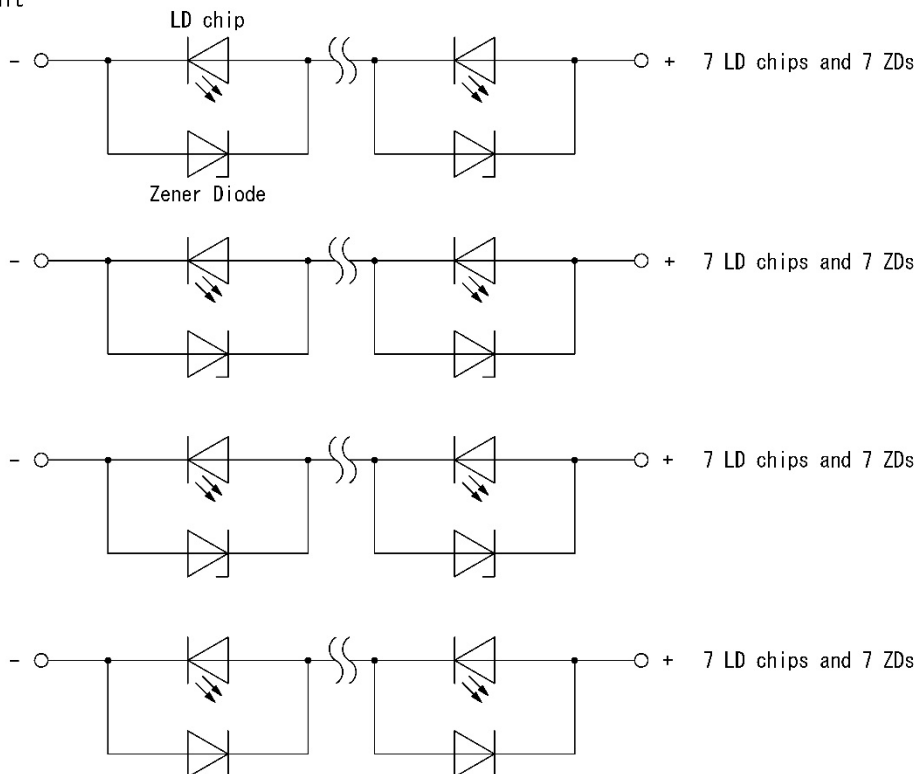 LD chip
- + 7 LD chips and 7 ZDs
Zener Diode
- + 7 LD chips and 7 ZDs
- + 7 LD chips and 7 ZDs
- + 7 LD chips and 7 ZDs